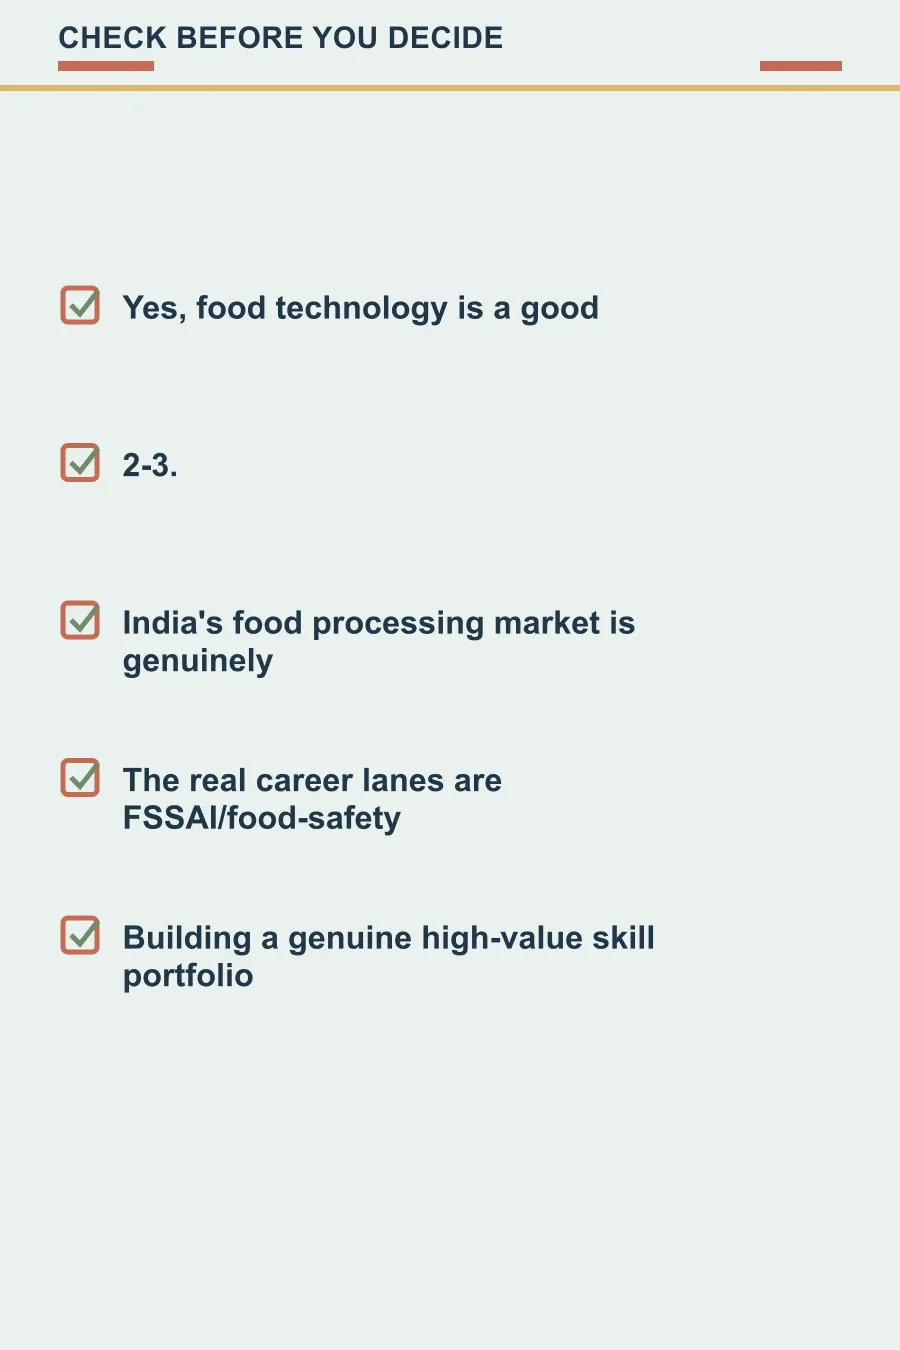 CHECK BEFORE YOU DECIDE
Yes, food technology is a good
2-3.
India's food processing market is
genuinely
The real career lanes are
FSSAI/food-safety
Building a genuine high-value skill
portfolio